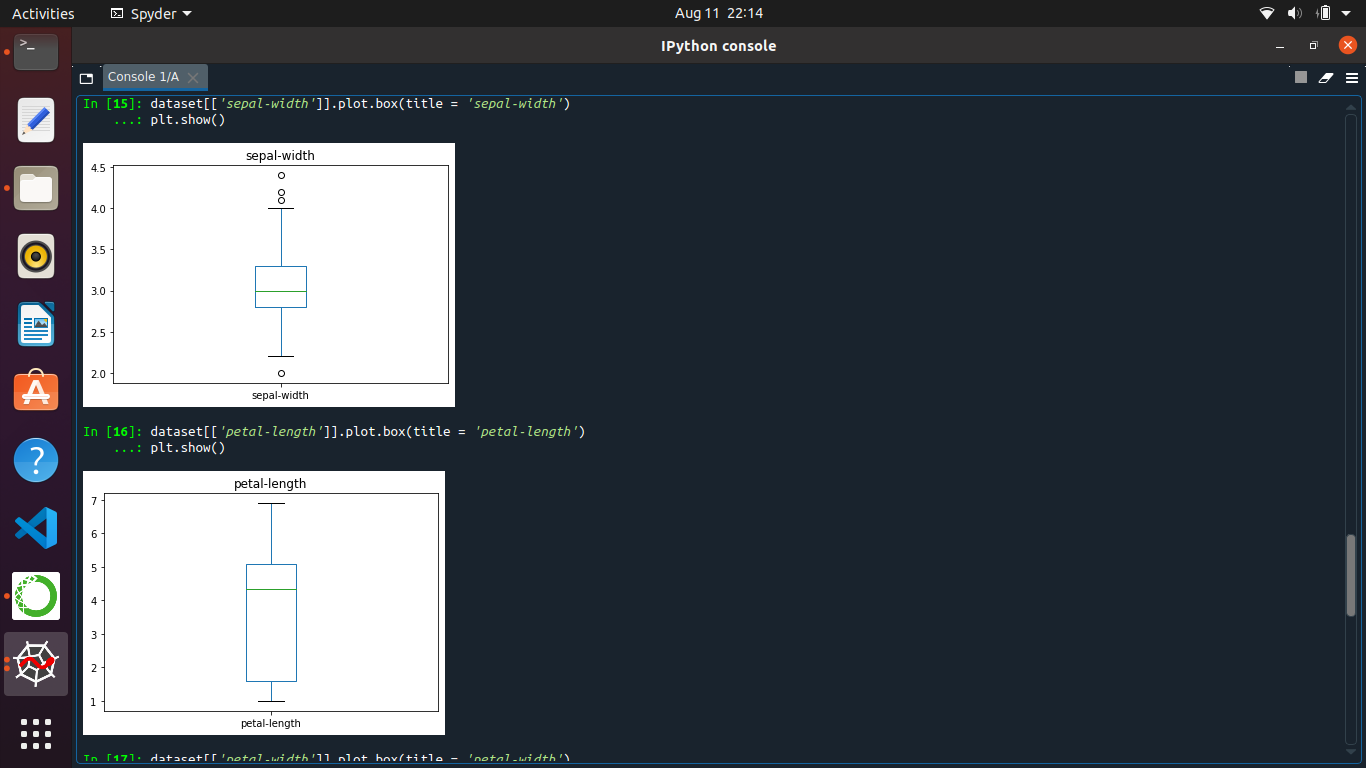 Activities
Spyder
Aug 11 22:14
IPython console
Console 1/A
In [15]: dataset[['sepal-width']].plot.box(title = 'sepal-width')
...: plt.show()
sepal-width
4.5
4.0
3.5
3.0
2.5
2.0
sepal-width
In [16]: dataset[['petal-length']].plot.box(title = 'petal-length')
...: plt.show()
petal-length
7
6
5
4
3
2
1
petal-length
In [17]: dataset[['petal-width']].plot.box(title = 'petal-width')